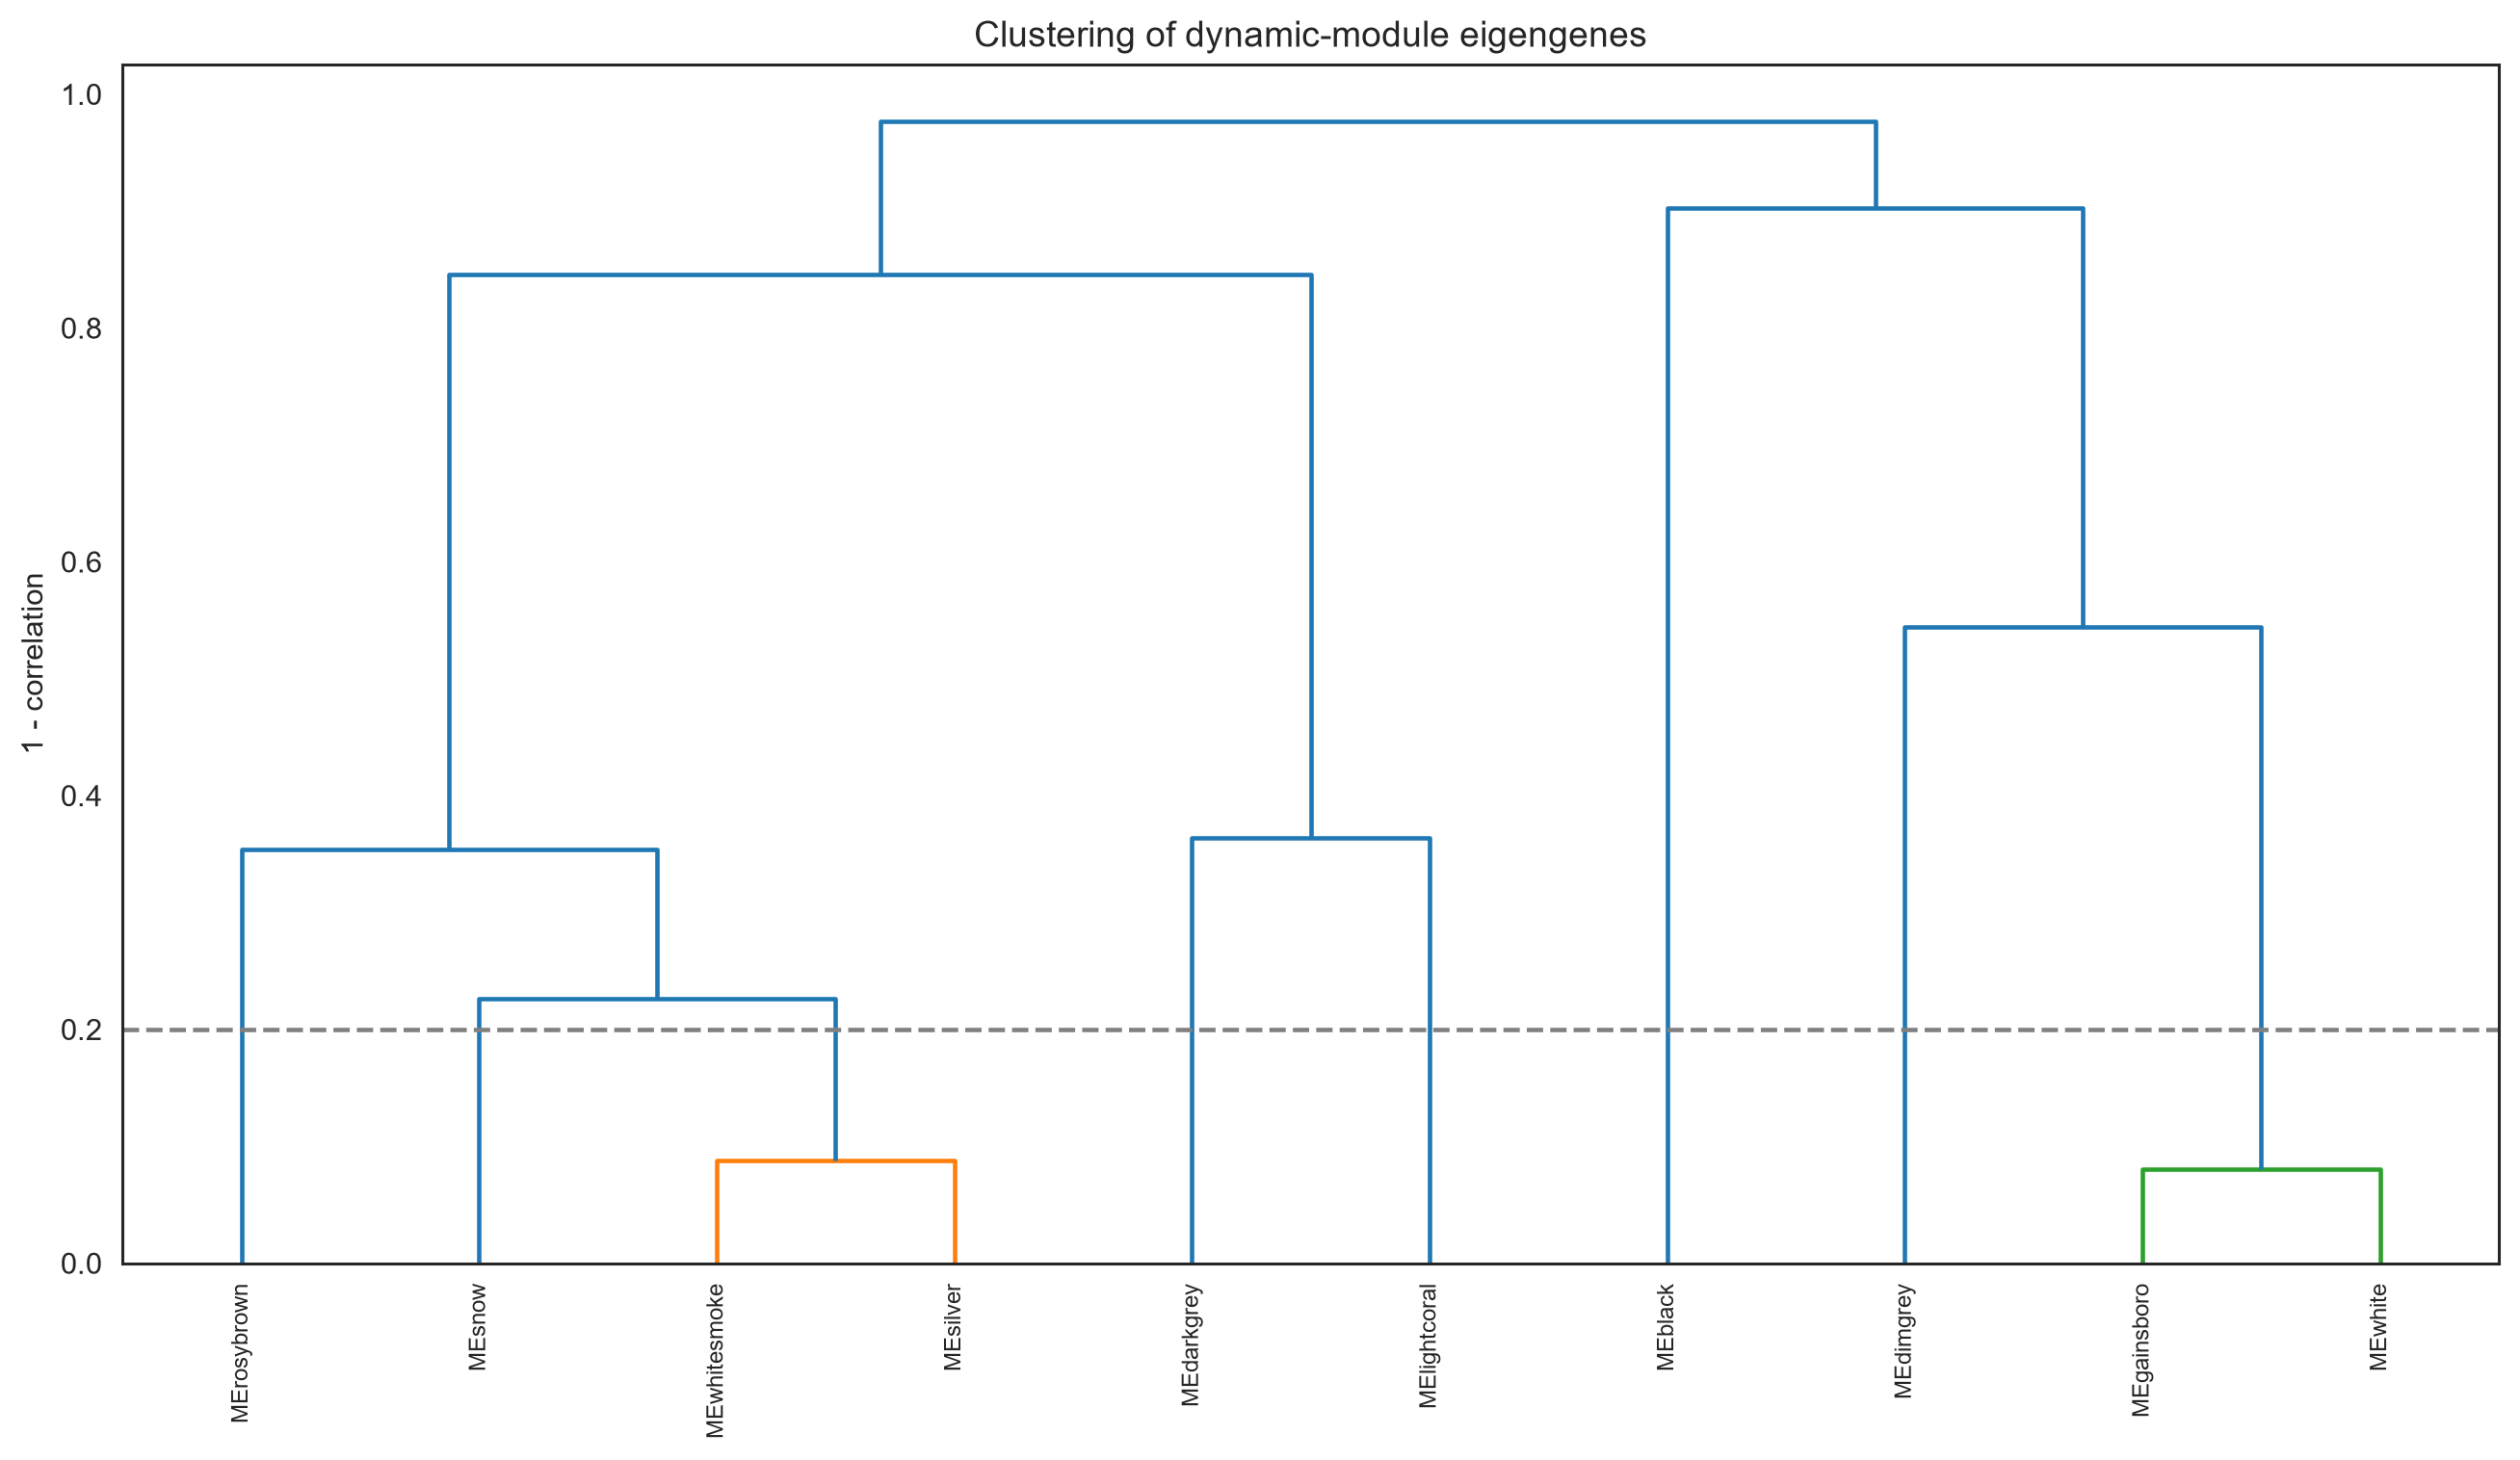 Clustering of dynamic-module eigengenes
1 - correlation
1.0
0.8
0.6
0.4
0.2
0.0
MErosybrown
MEsnow
MEwhitesmoke
MEsilver
MEdarkgrey
MElightcoral
MEblack
MEdimgrey
MEgainsboro
MEwhite